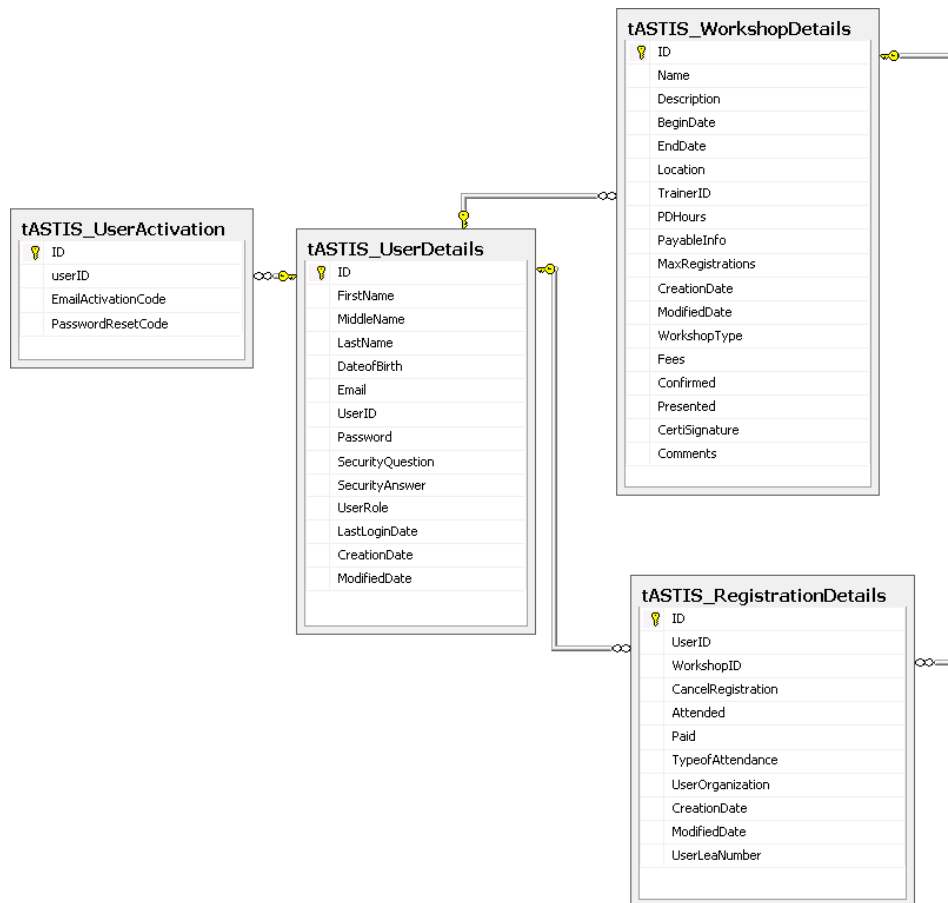 tASTIS_WorkshopDetails
ID
Name
Description
BeginDate
EndDate
Location
TrainerID
PDHours
PayableInfo
MaxRegistrations
CreationDate
ModifiedDate
WorkshopType
Fees
Confirmed
Presented
CertiSignature
Comments
tASTIS_UserActivation
ID
userID
EmailActivationCode
PasswordResetCode
tASTIS_UserDetails
ID
FirstName
MiddleName
LastName
DateofBirth
Email
UserID
Password
SecurityQuestion
SecurityAnswer
UserRole
LastLoginDate
CreationDate
ModifiedDate
tASTIS_RegistrationDetails
ID
UserID
WorkshopID
CancelRegistration
Attended
Paid
TypeofAttendance
UserOrganization
CreationDate
ModifiedDate
UserLeaNumber